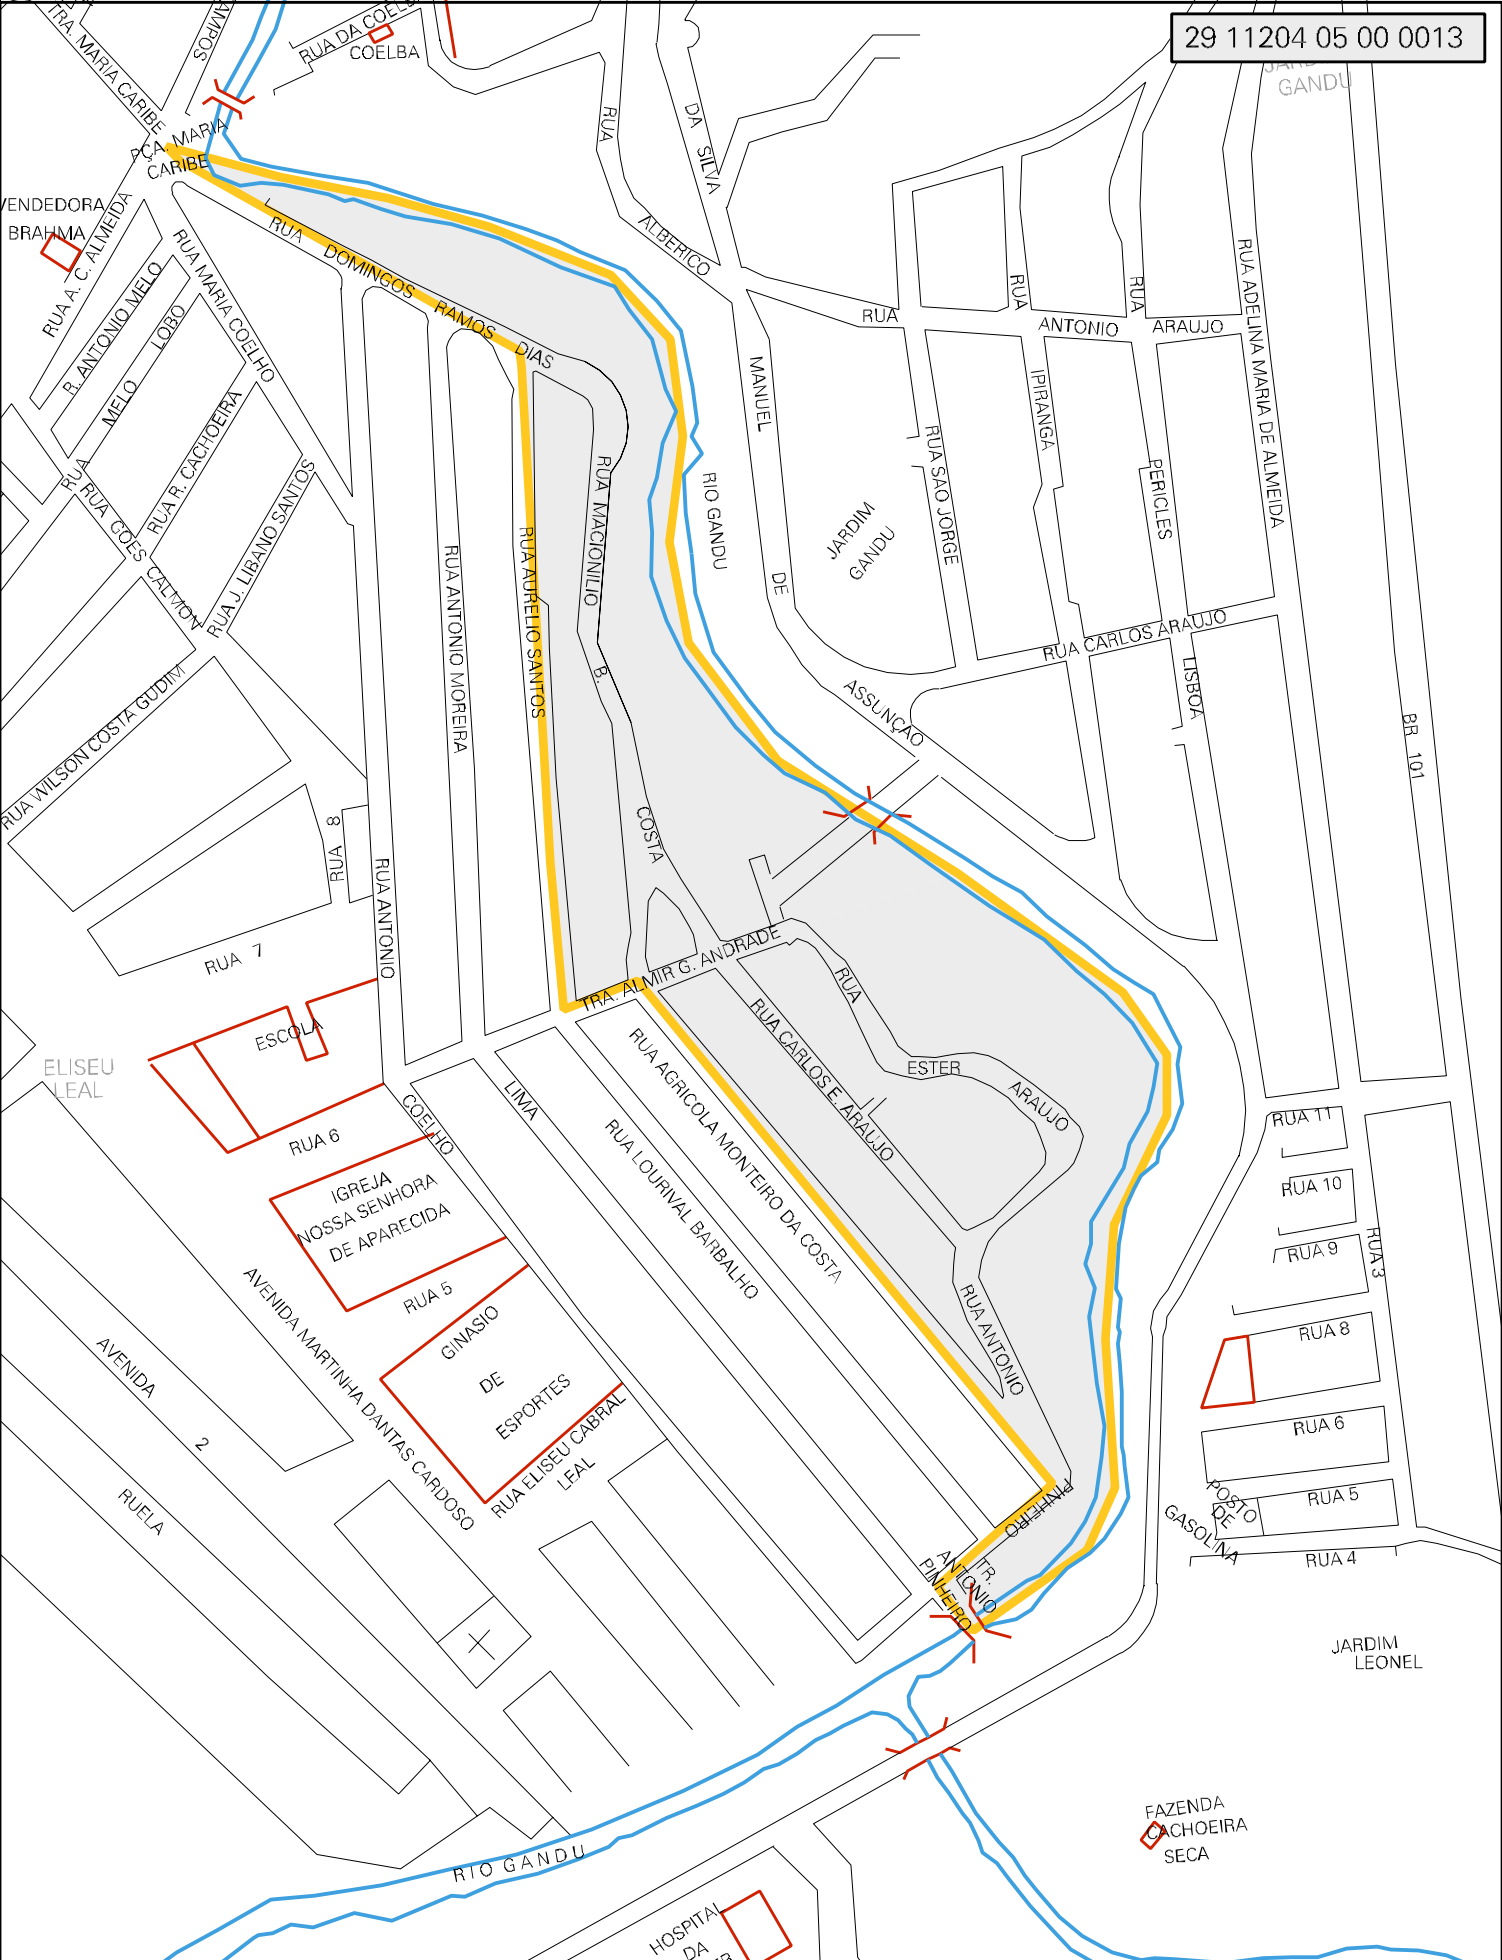 29 11204 05 00 0013
GANDU
TRA. MARIA CARIBE
RUA DA COELBA
COELBA
PÇA. MARIA
CARIBE
VENDEDORA
BRAHMA
RUA A. C. ALMEIDA
R. ANTONIO MELO
RUA MELO LOBO
RUA MARIA COELHO
RUA R. CACHOEIRA
RUA J. LIBANO SANTOS
RUA GOES CALMON
RUA WILSON COSTA GUDIM
RUA DOMINGOS RAMOS DIAS
RUA ALBERICO
DA SILVA
RUA ANTONIO ARAUJO
RUA IPIRANGA
RUA PERICLES LISBOA
RUA ADELINA MARIA DE ALMEIDA
RUA SAO JORGE
RUA CARLOS ARAUJO
MANUEL DE ASSUNÇAO
JARDIM
GANDU
RIO GANDU
BR 101
RUA MACIONILIO B. COSTA
RUA AURELIO SANTOS
RUA ANTONIO MOREIRA LIMA
RUA ANTONIO COELHO
RUA 8
RUA 7
ESCOLA
ELISEU
LEAL
RUA 6
IGREJA
NOSSA SENHORA
DE APARECIDA
RUA 5
GINASIO
DE
ESPORTES
RUA ELISEU CABRAL
LEAL
AVENIDA MARTINHA DANTAS CARDOSO
AVENIDA 2
RUELA
TRA. ALMIR G. ANDRADE
RUA AGRICOLA MONTEIRO DA COSTA
RUA LOURIVAL BARBALHO
RUA CARLOS E. ARAUJO
RUA ESTER ARAUJO
RUA ANTONIO PINHEIRO
TR.
ANTONIO
PINHEIRO
RUA 11
RUA 10
RUA 9
RUA 3
RUA 8
RUA 6
RUA 5
POSTO
DE
GASOLINA
RUA 4
JARDIM
LEONEL
FAZENDA
CACHOEIRA
SECA
RIO GANDU
HOSPITAL
DA